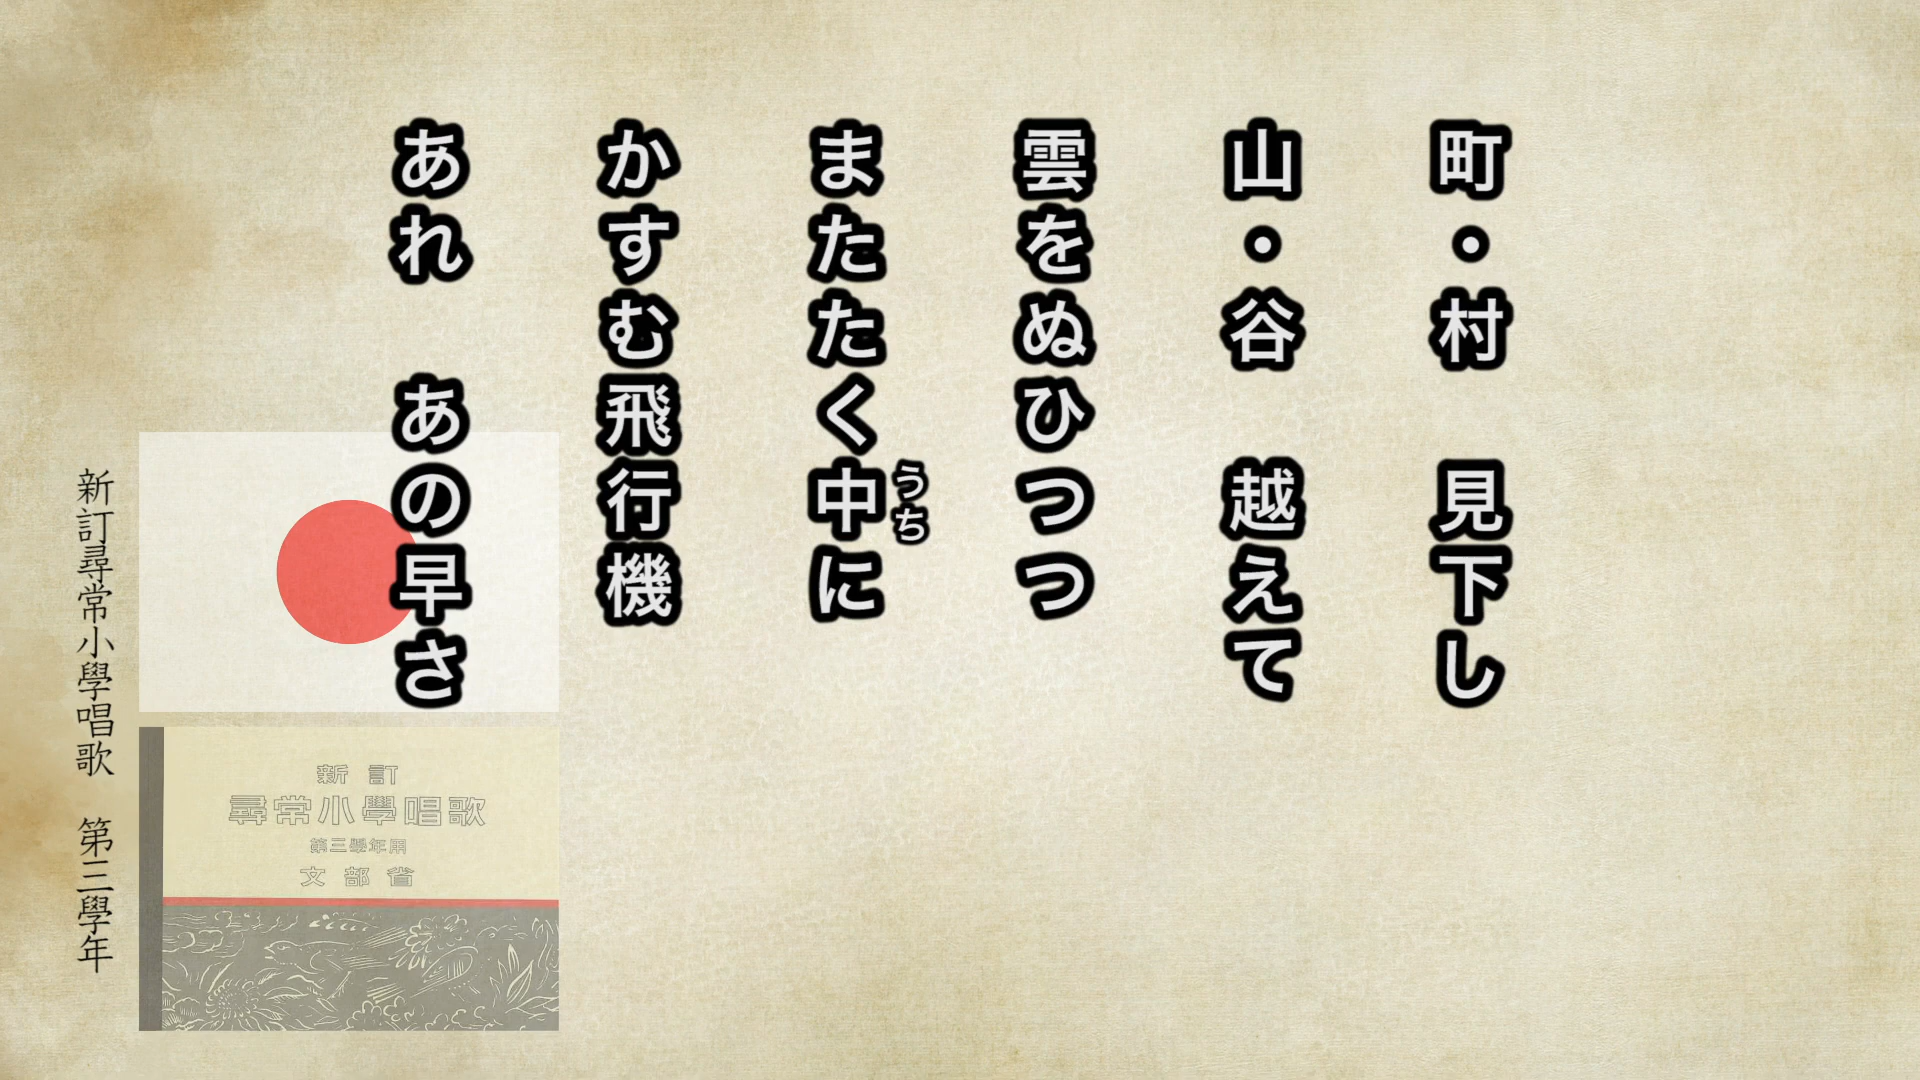 町・村　見下し
山・谷　越えて
雲をぬひつつ
またたく中に
うち
かすむ飛行機
あれ　あの早さ
新訂尋常小學唱歌　第三學年
新訂
尋常小學唱歌
第三學年用
文部省